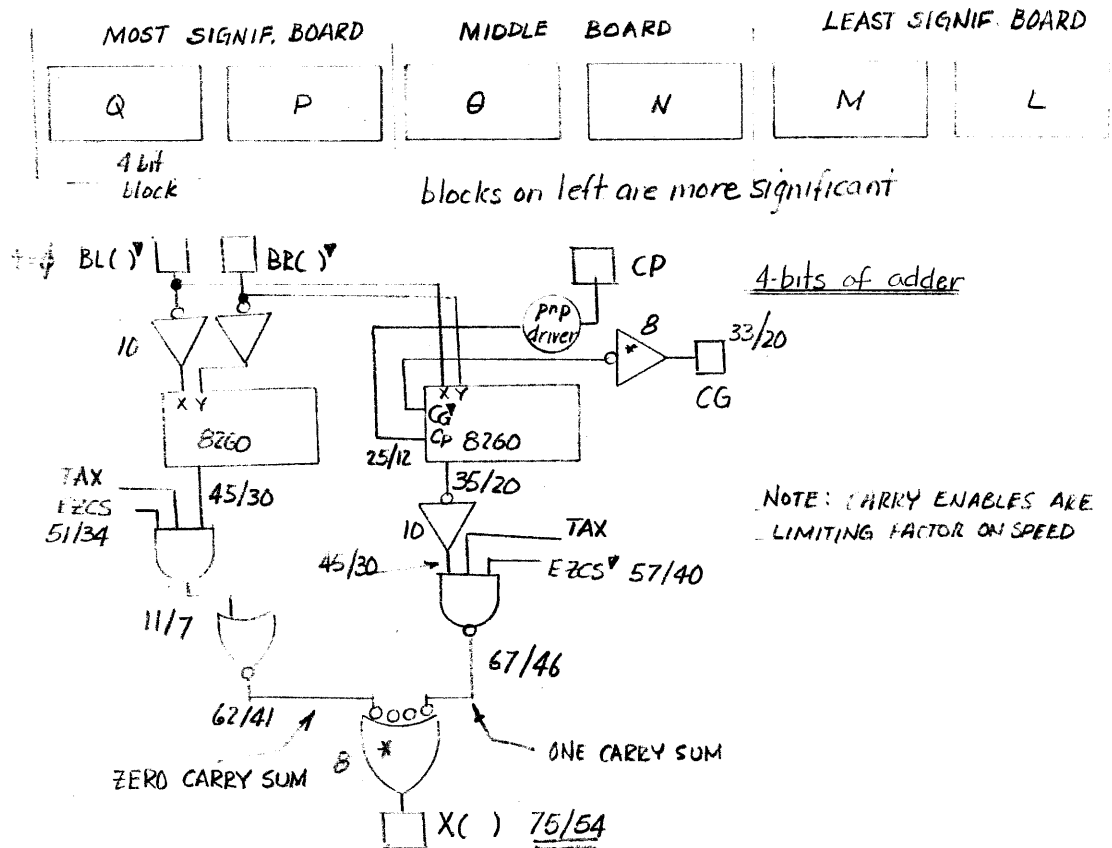 MOST SIGNIF. BOARD
MIDDLE BOARD
LEAST SIGNIF. BOARD
Q
P
θ
N
M
L
4 bit
block
blocks on left are more significant
BL( )▼
BR( )▼
CP
4-bits of adder
pnp
driver
8
*
33/20
CG
10
X Y
8260
X Y
CG▼
CP 8260
25/12
35/20
TAX
EZCS
51/34
45/30
NOTE: CARRY ENABLES ARE
LIMITING FACTOR ON SPEED
10
TAX
45/30
EZCS▼ 57/40
11/7
67/46
62/41
ZERO CARRY SUM
8
*
ONE CARRY SUM
X( ) 75/54